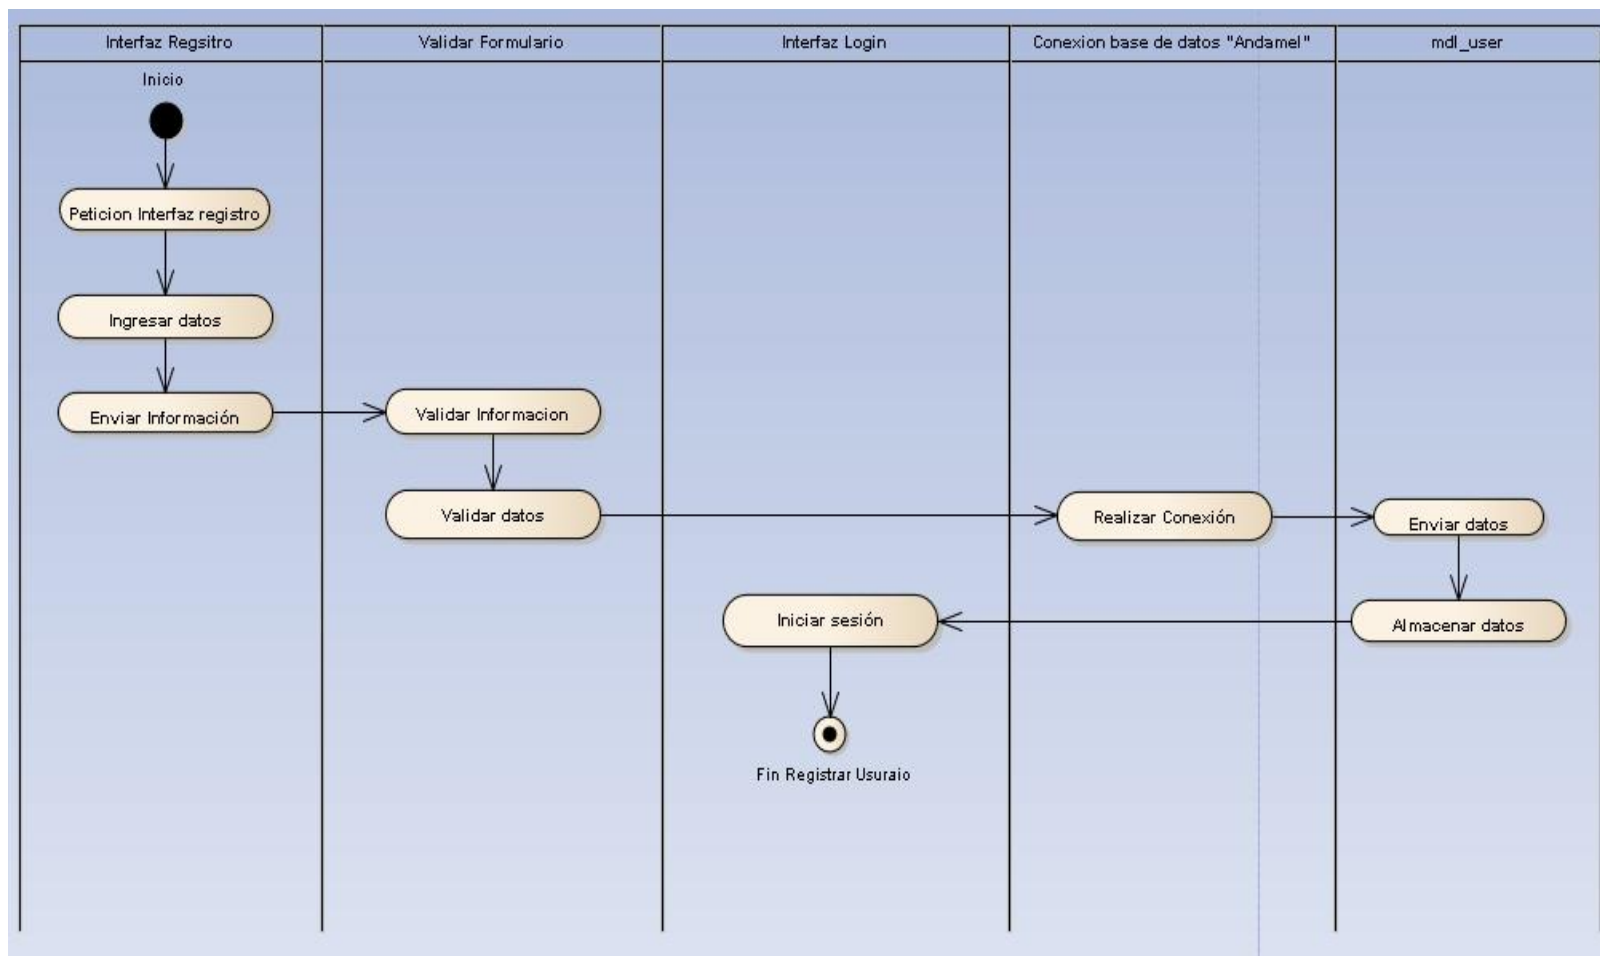 Interfaz Regsitro
Validar Formulario
Interfaz Login
Conexion base de datos "Andamel"
mdl_user
Inicio
Peticion Interfaz registro
Ingresar datos
Enviar Información
Validar Informacion
Validar datos
Realizar Conexión
Enviar datos
Iniciar sesión
Almacenar datos
Fin Registrar Usuraio